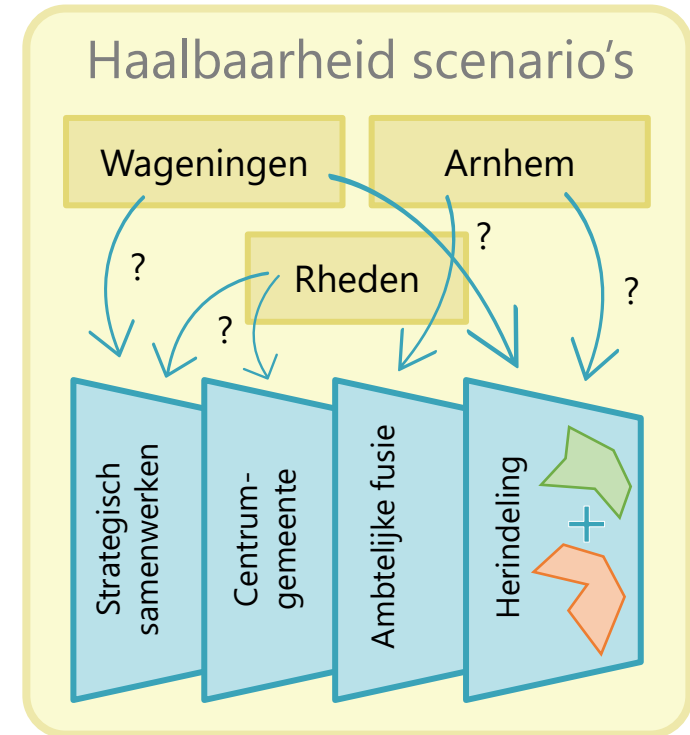 Haalbaarheid scenario's
Wageningen
Arnhem
?
?
Rheden
?
?
Strategisch
samenwerken
Centrum-
gemeente
Ambtelijke fusie
Herindeling
+